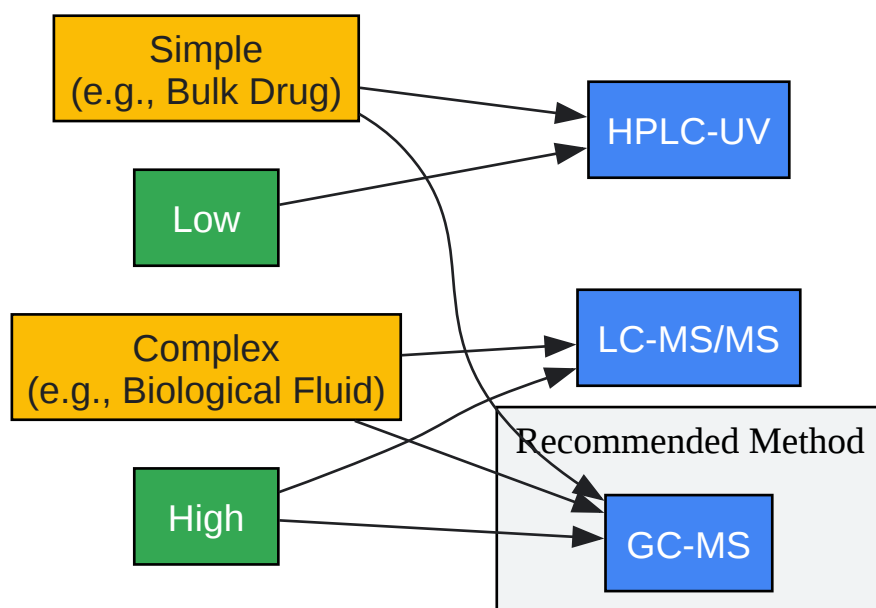 Simple
(e.g., Bulk Drug)
HPLC-UV
Low
LC-MS/MS
Complex
(e.g., Biological Fluid)
Recommended Method
High
GC-MS